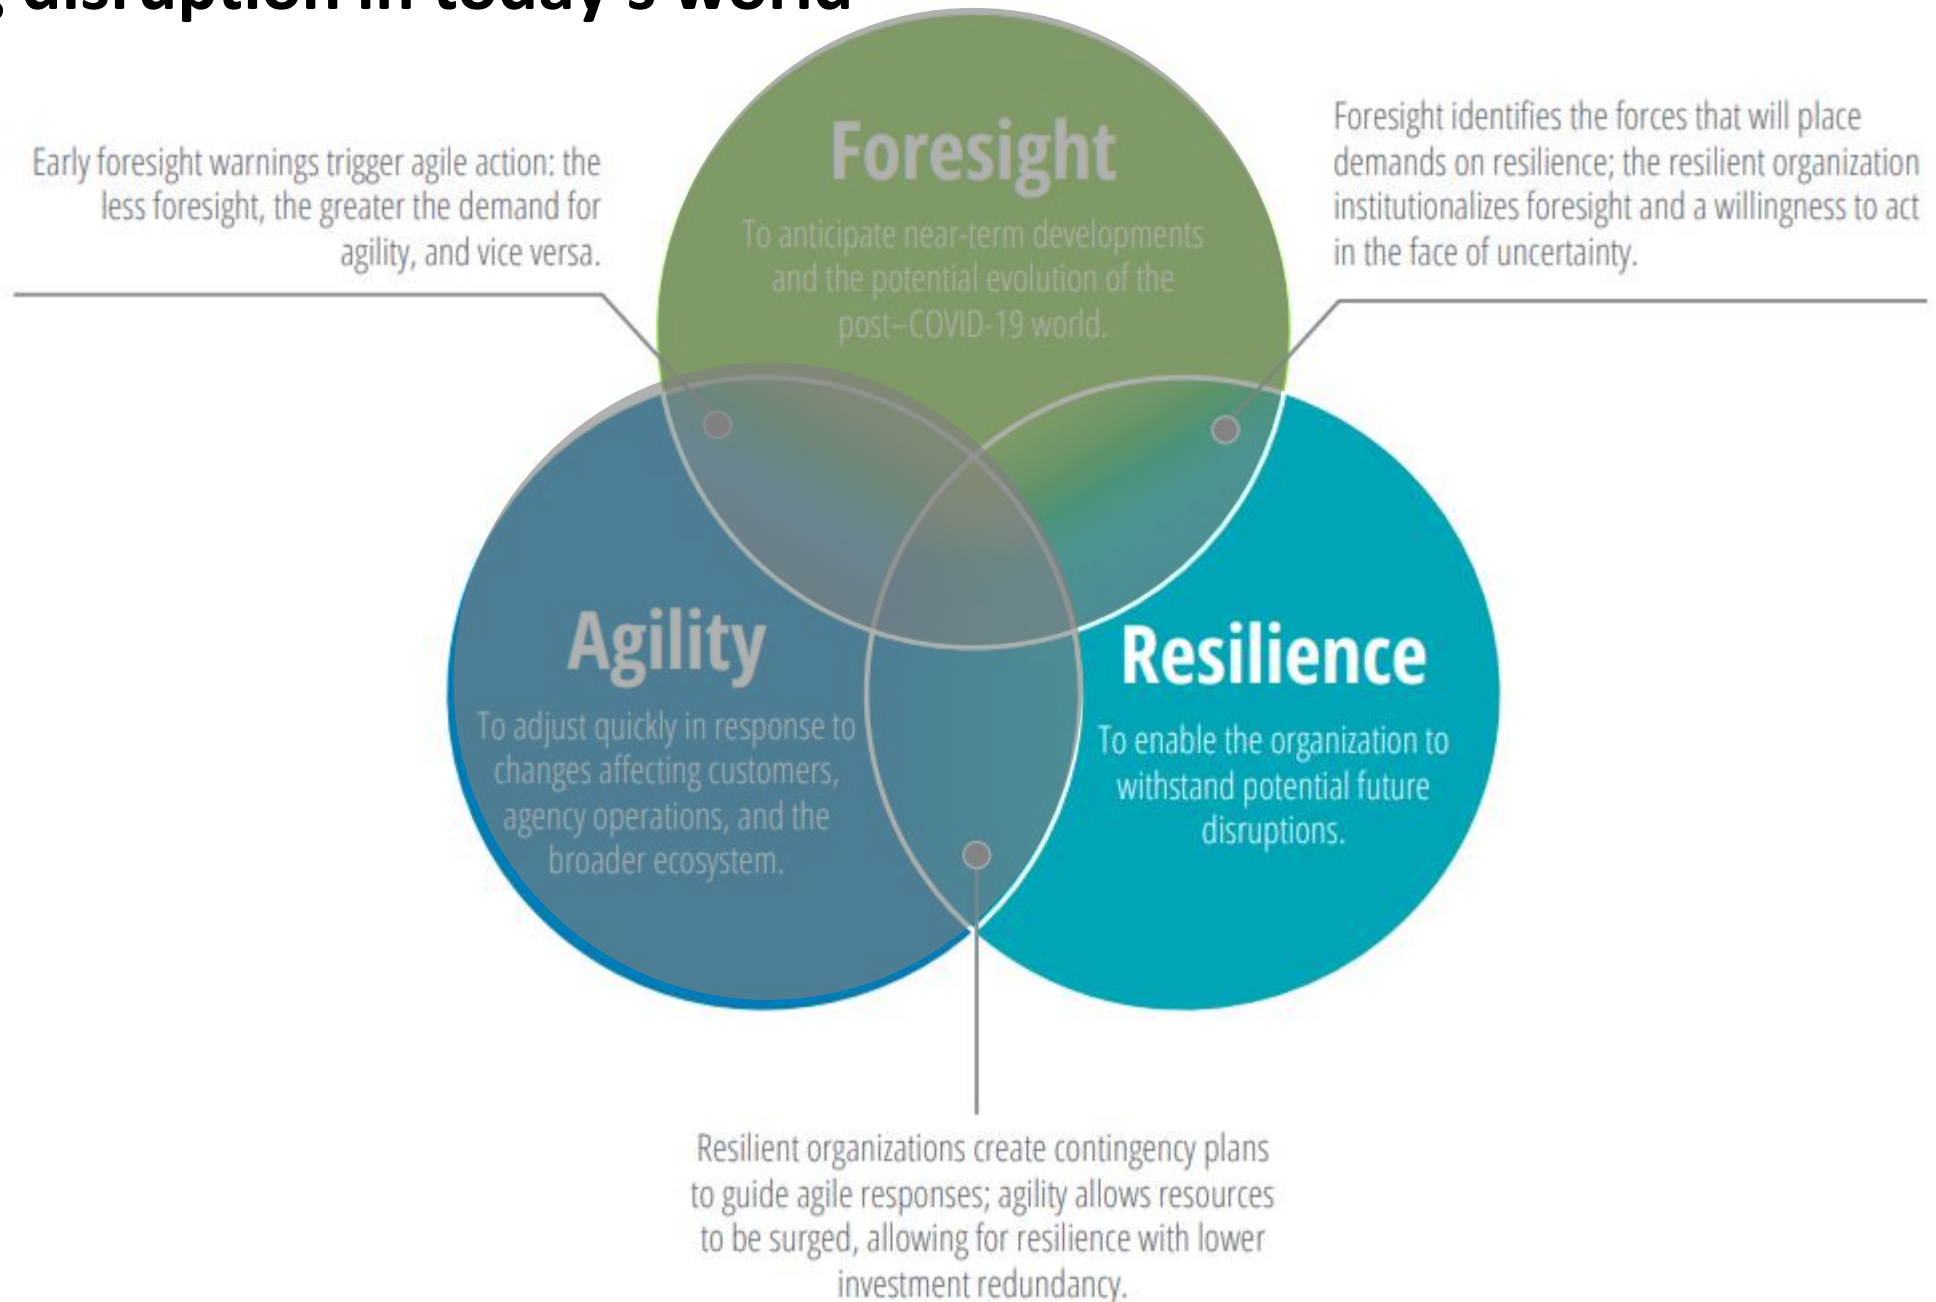 disruption in today's world
Early foresight warnings trigger agile action: the
less foresight, the greater the demand for
agility, and vice versa.
Foresight
To anticipate near-term developments
and the potential evolution of the
post–COVID-19 world.
Foresight identifies the forces that will place
demands on resilience; the resilient organization
institutionalizes foresight and a willingness to act
in the face of uncertainty.
Agility
To adjust quickly in response to
changes affecting customers,
agency operations, and the
broader ecosystem.
Resilience
To enable the organization to
withstand potential future
disruptions.
Resilient organizations create contingency plans
to guide agile responses; agility allows resources
to be surged, allowing for resilience with lower
investment redundancy.